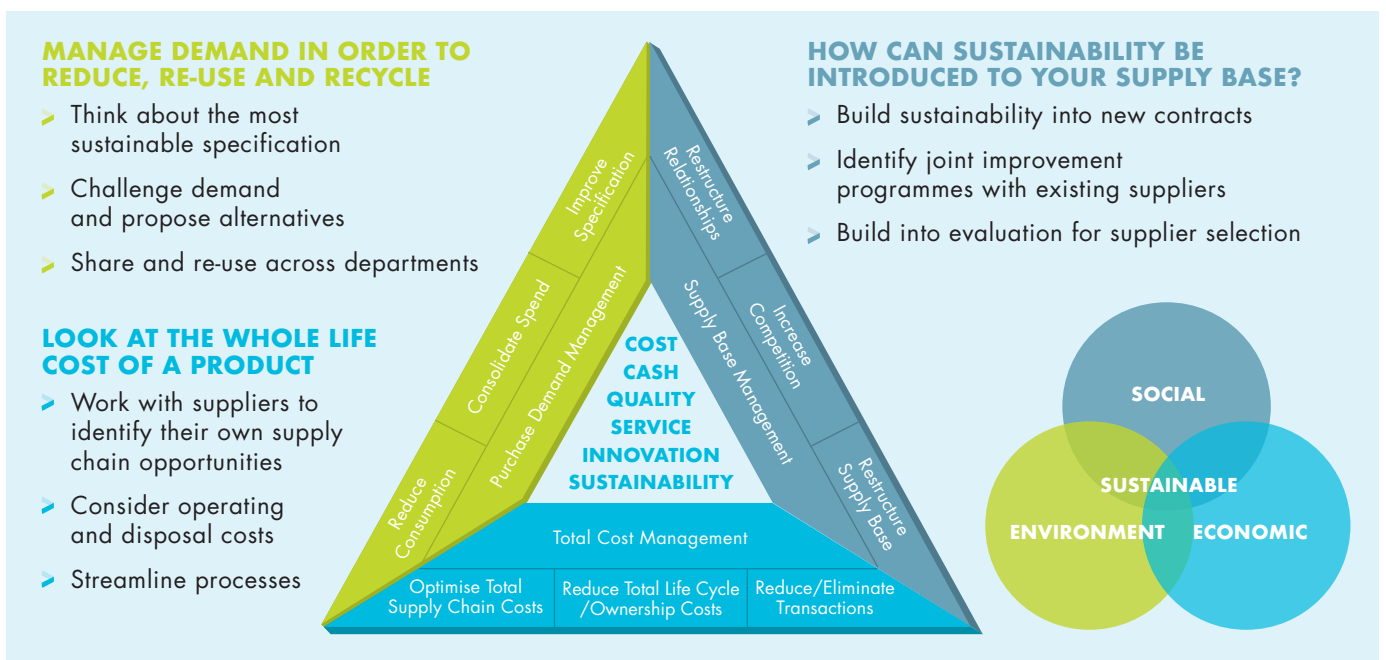 MANAGE DEMAND IN ORDER TO
REDUCE, RE-USE AND RECYCLE
Think about the most
sustainable specification
Challenge demand
and propose alternatives
Share and re-use across departments
LOOK AT THE WHOLE LIFE
COST OF A PRODUCT
Work with suppliers to
identify their own supply
chain opportunities
Consider operating
and disposal costs
Streamline processes
Improve
Specification
Consolidate Spend
Reduce
Consumption
Purchase Demand Management
COST
CASH
QUALITY
SERVICE
INNOVATION
SUSTAINABILITY
Restructure
Relationships
Increase
Competition
Restructure
Supply Base
Supply Base Management
Total Cost Management
Optimise Total
Supply Chain Costs
Reduce Total Life Cycle
/Ownership Costs
Reduce/Eliminate
Transactions
HOW CAN SUSTAINABILITY BE
INTRODUCED TO YOUR SUPPLY BASE?
Build sustainability into new contracts
Identify joint improvement
programmes with existing suppliers
Build into evaluation for supplier selection
SOCIAL
SUSTAINABLE
ENVIRONMENT
ECONOMIC